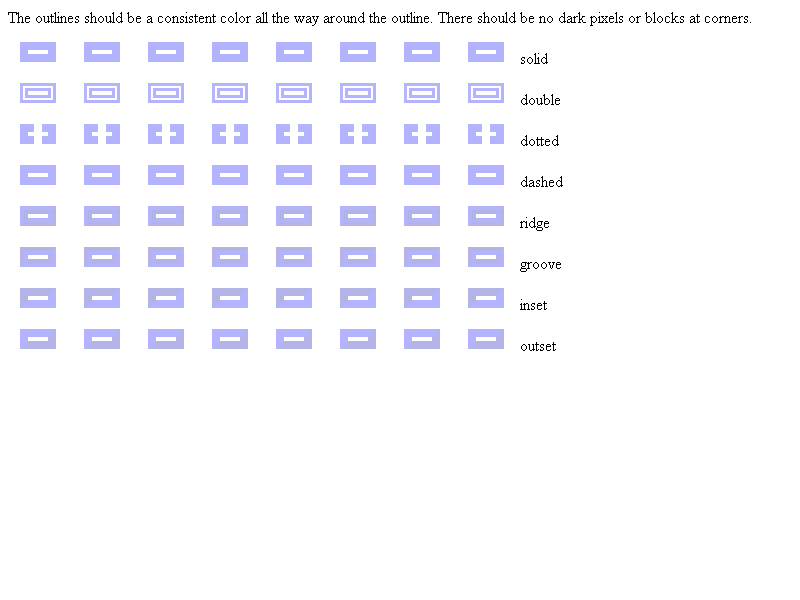 The outlines should be a consistent color all the way around the outline. There should be no dark pixels or blocks at corners.
solid
double
dotted
dashed
ridge
groove
inset
outset